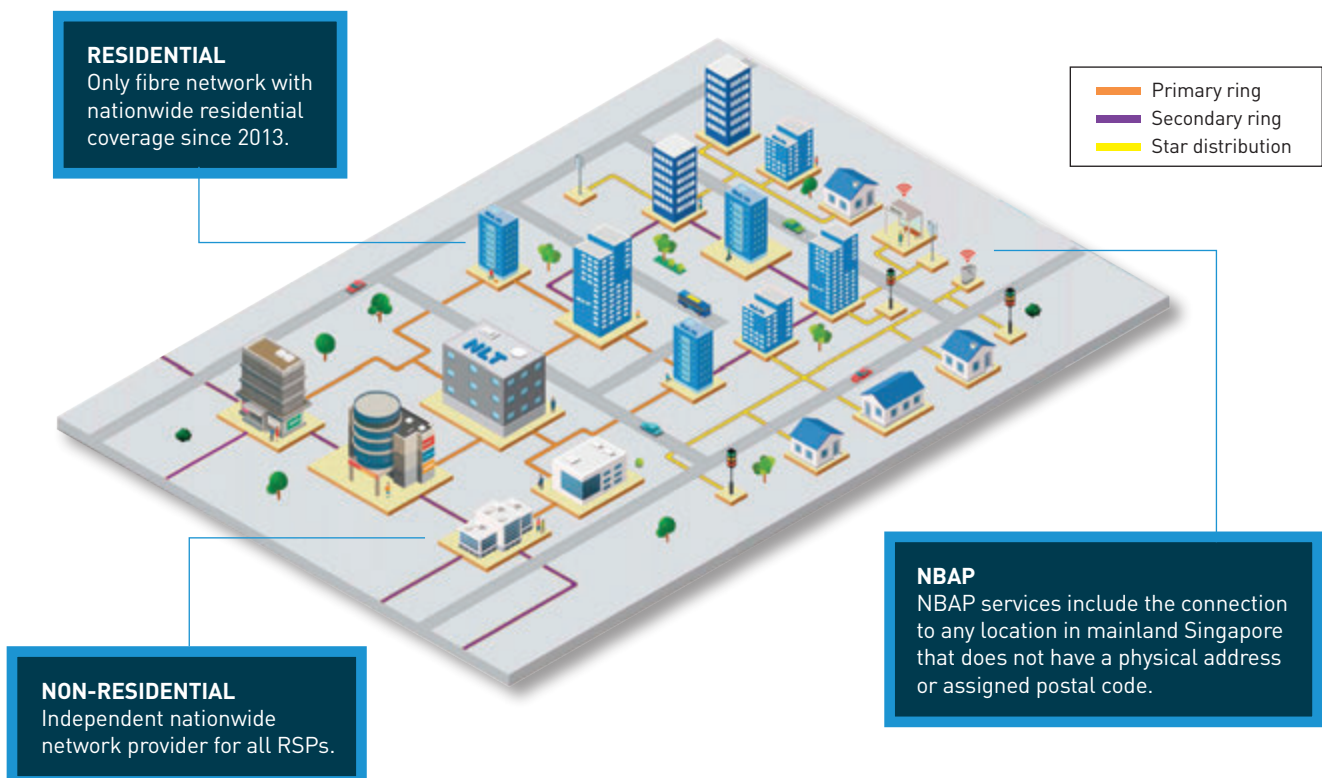 RESIDENTIAL
Only fibre network with
nationwide residential
coverage since 2013.
Primary ring
Secondary ring
Star distribution
NLT
NBAP
NBAP services include the connection
to any location in mainland Singapore
that does not have a physical address
or assigned postal code.
NON-RESIDENTIAL
Independent nationwide
network provider for all RSPs.